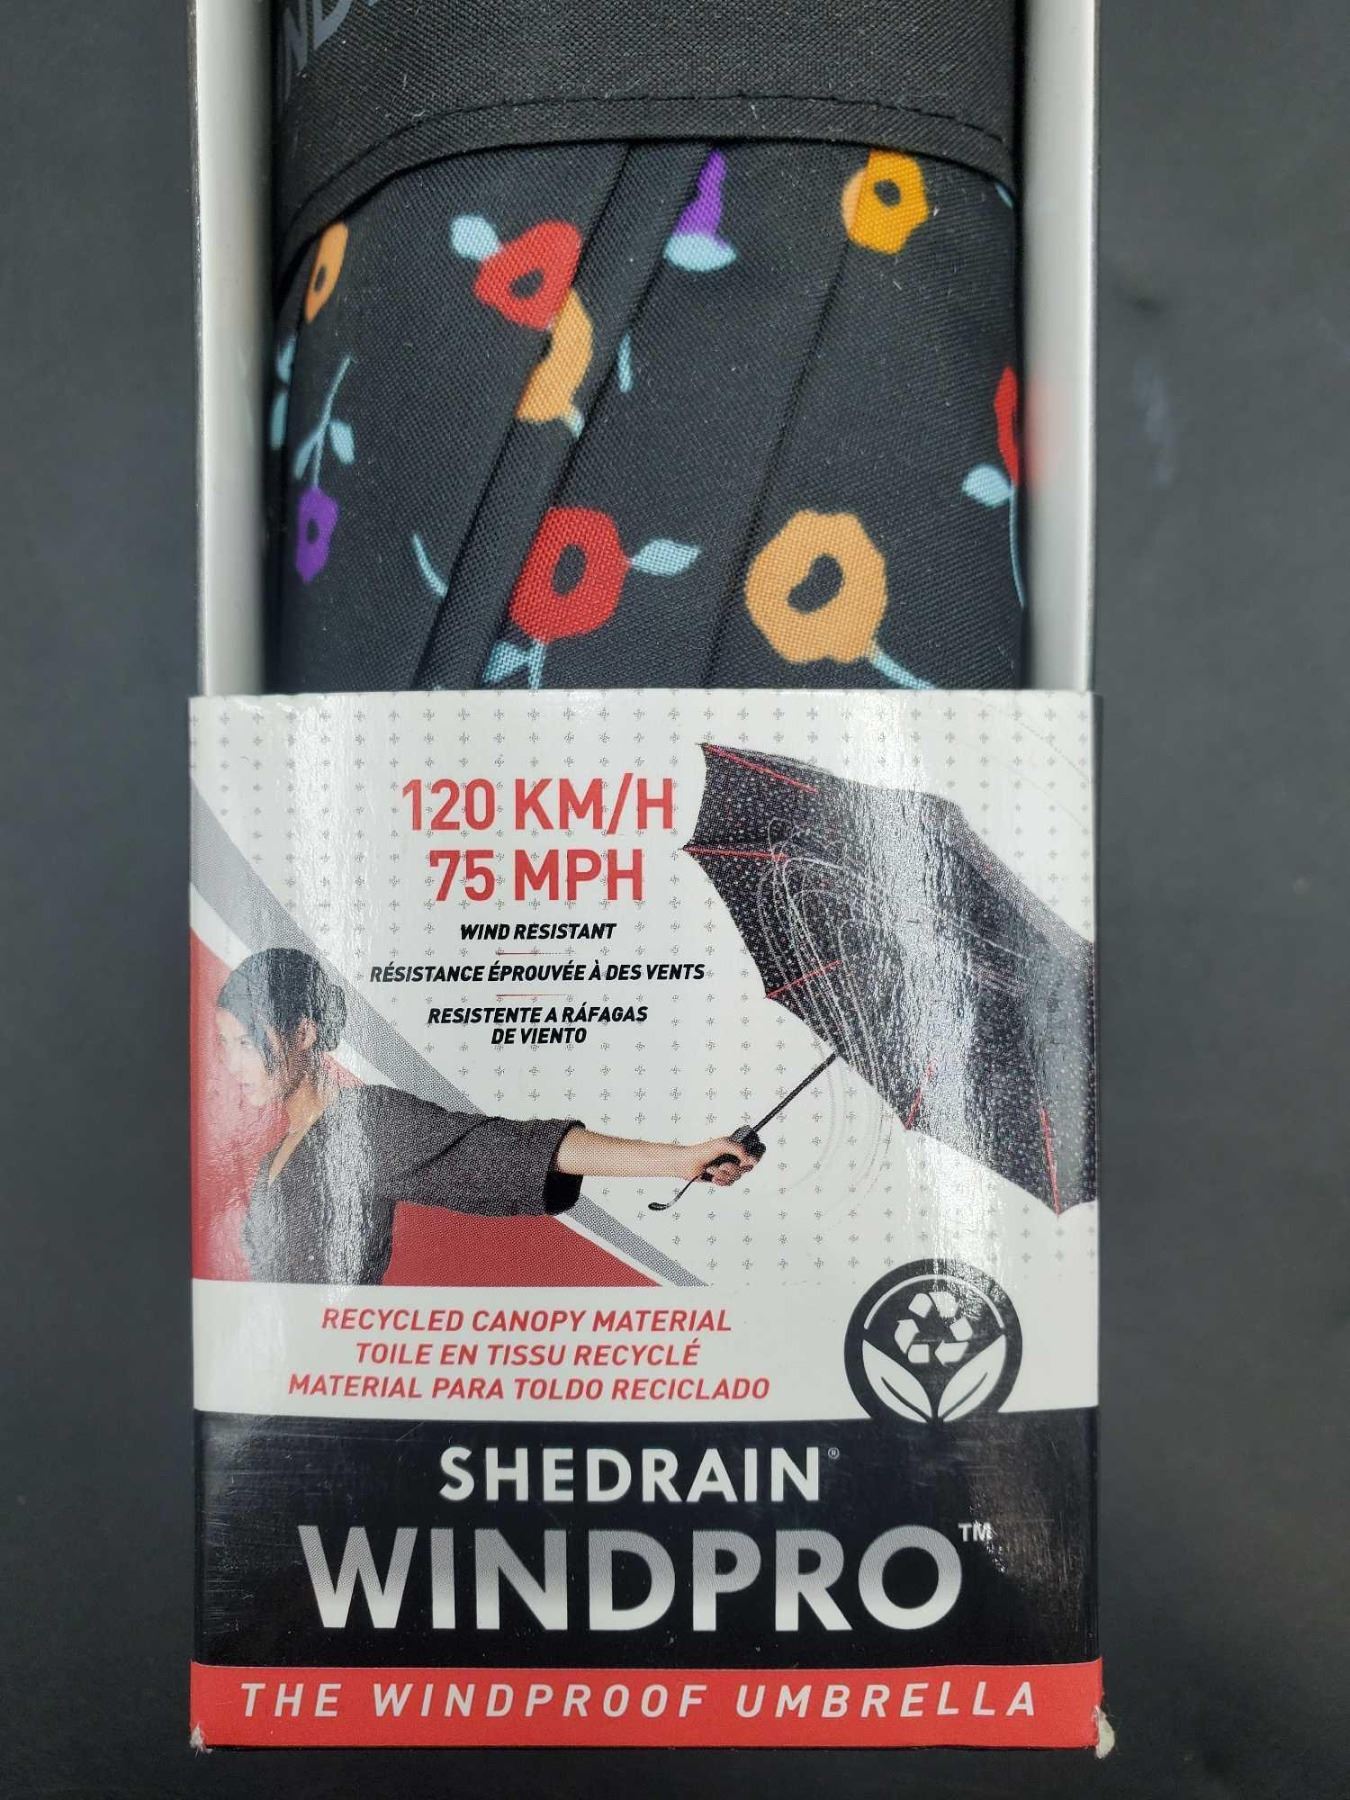 120 KM/H
75 MPH
WIND RESISTANT
RÉSISTANCE ÉPROUVÉE À DES VENTS
RESISTENTE A RÁFAGAS
DE VIENTO
RECYCLED CANOPY MATERIAL
TOILE EN TISSU RECYCLÉ
MATERIAL PARA TOLDO RECICLADO
SHEDRAIN®
WINDPRO™
THE WINDPROOF UMBRELLA